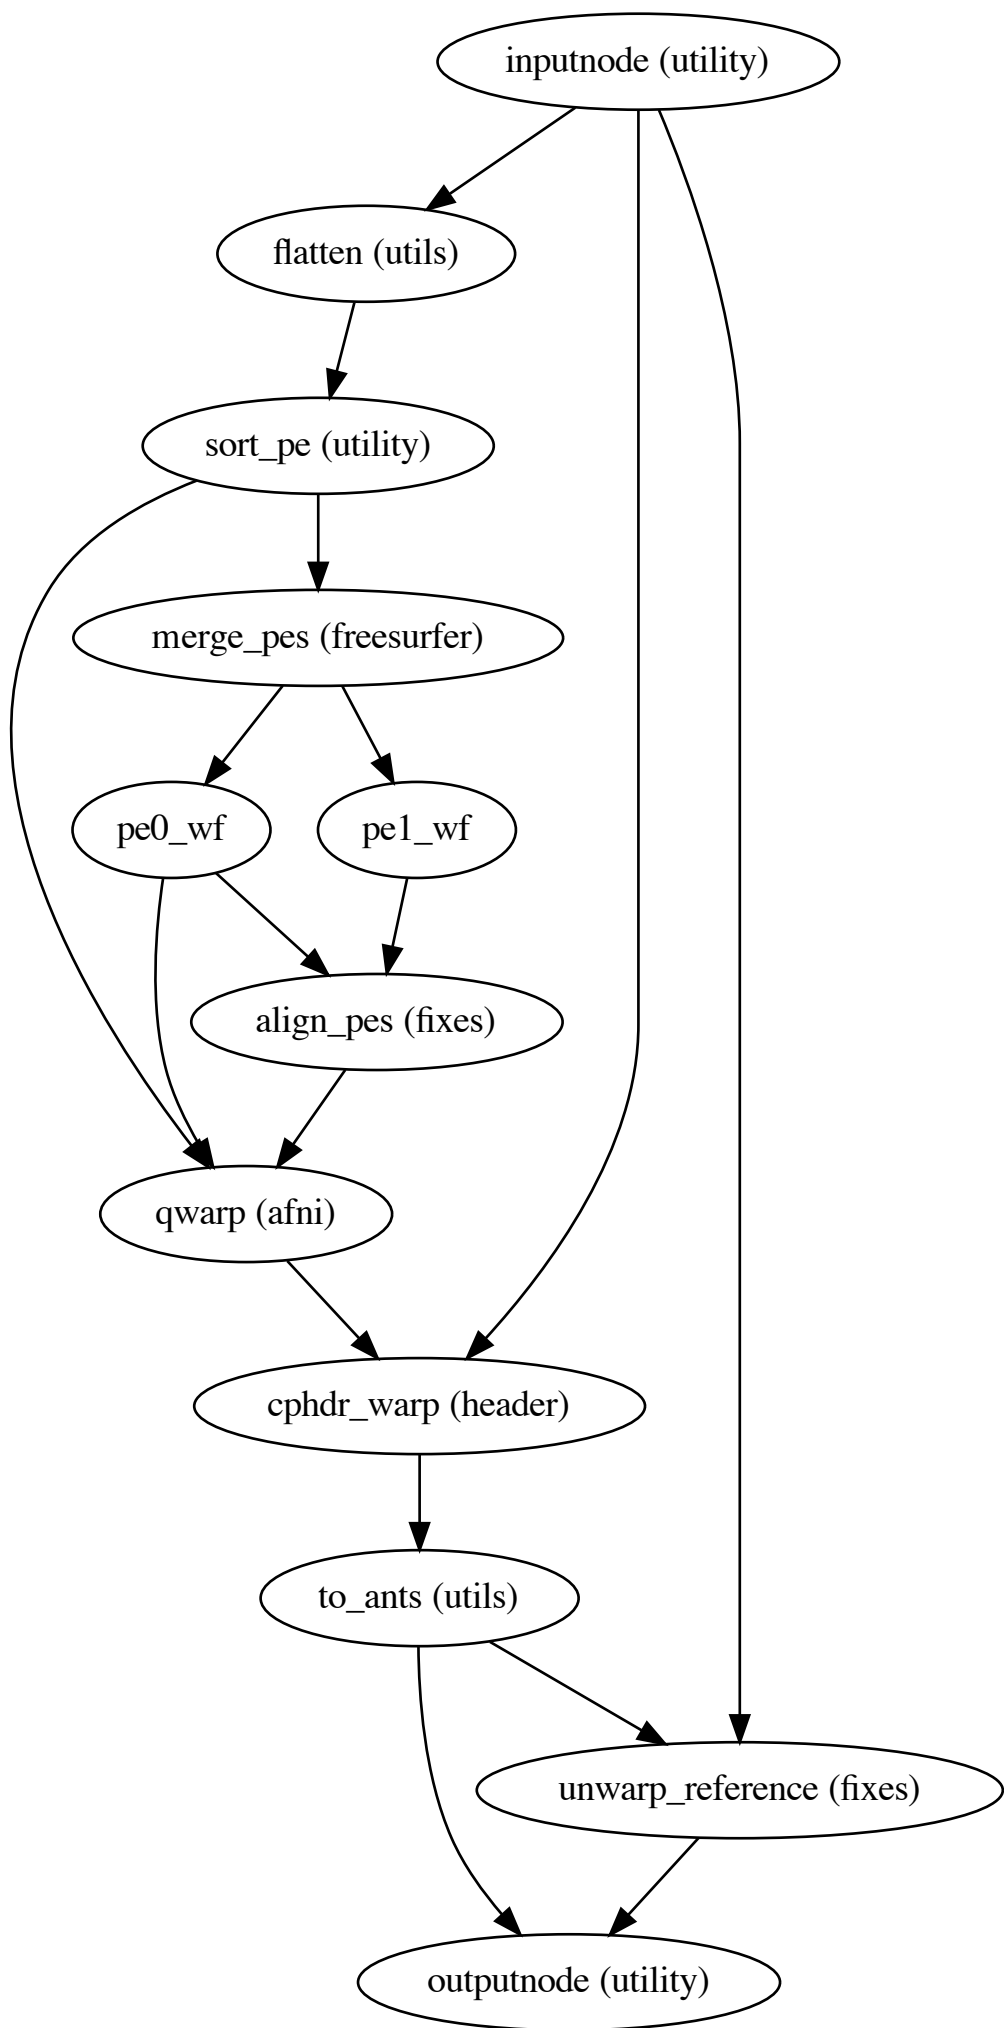 inputnode (utility)
flatten (utils)
sort_pe (utility)
merge_pes (freesurfer)
pe0_wf
pe1_wf
align_pes (fixes)
qwarp (afni)
cphdr_warp (header)
to_ants (utils)
unwarp_reference (fixes)
outputnode (utility)